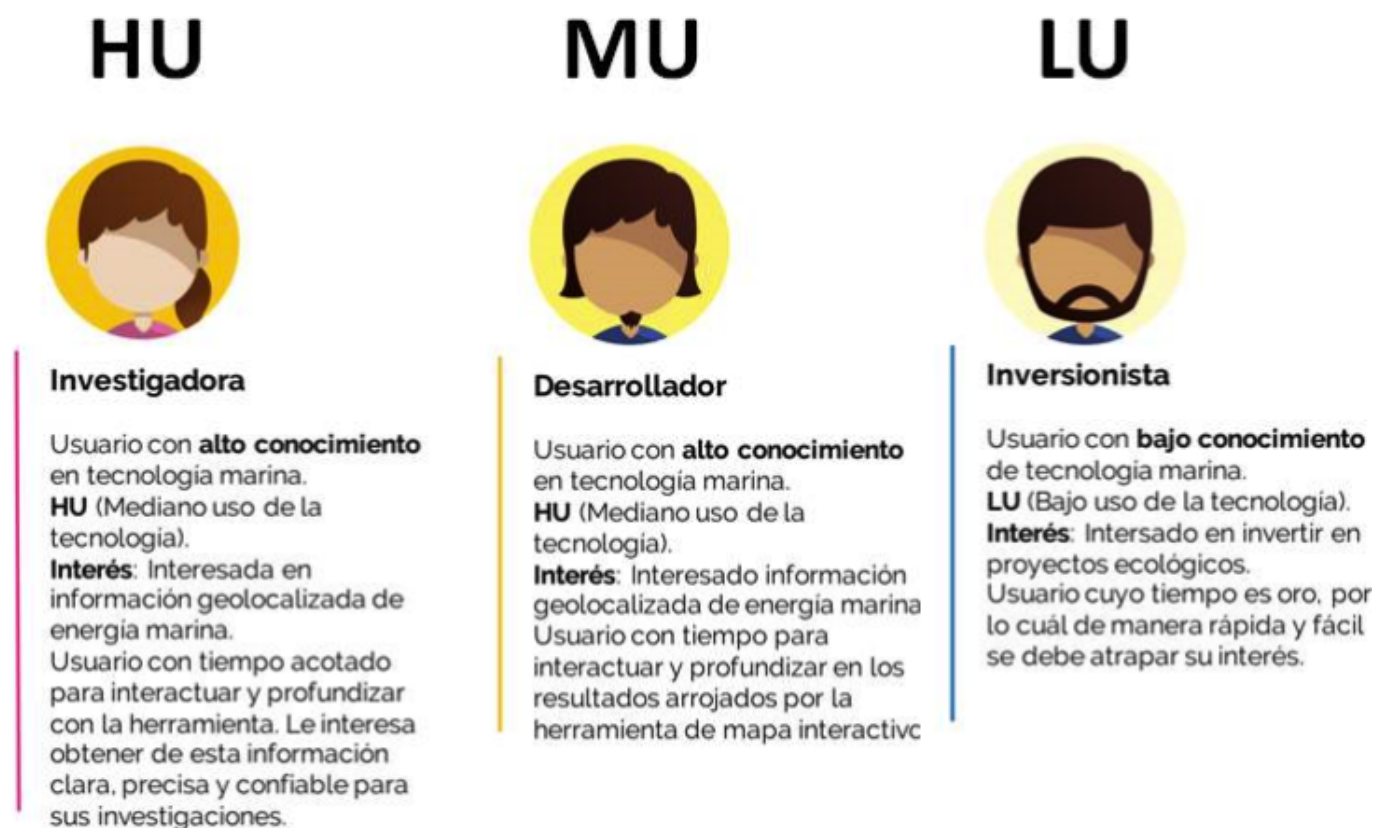 HU
MU
LU
Investigadora
Usuario con alto conocimiento
en tecnología marina.
HU (Mediano uso de la
tecnología).
Interés: Interesada en
información geolocalizada de
energía marina.
Usuario con tiempo acotado
para interactuar y profundizar
con la herramienta. Le interesa
obtener de esta información
clara, precisa y confiable para
sus investigaciones.
Desarrollador
Usuario con alto conocimiento
en tecnología marina.
HU (Mediano uso de la
tecnología).
Interés: Interesado información
geolocalizada de energía marina
Usuario con tiempo para
interactuar y profundizar en los
resultados arrojados por la
herramienta de mapa interactivo
Inversionista
Usuario con bajo conocimiento
de tecnología marina.
LU (Bajo uso de la tecnología).
Interés: Intersado en invertir en
proyectos ecológicos.
Usuario cuyo tiempo es oro, por
lo cuál de manera rápida y fácil
se debe atrapar su interés.